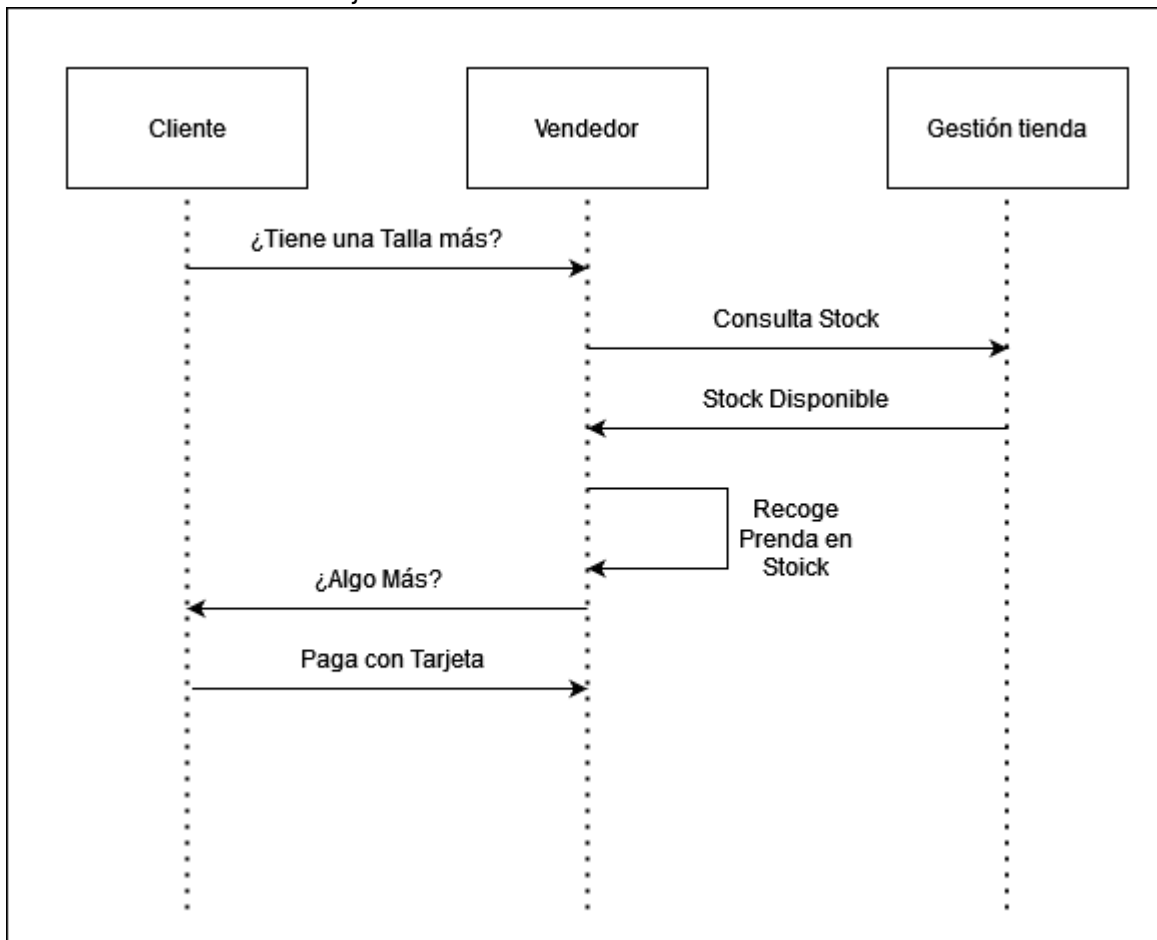 Cliente
Vendedor
Gestión tienda
¿Tiene una Talla más?
Consulta Stock
Stock Disponible
Recoge
Prenda en
Stoick
¿Algo Más?
Paga con Tarjeta